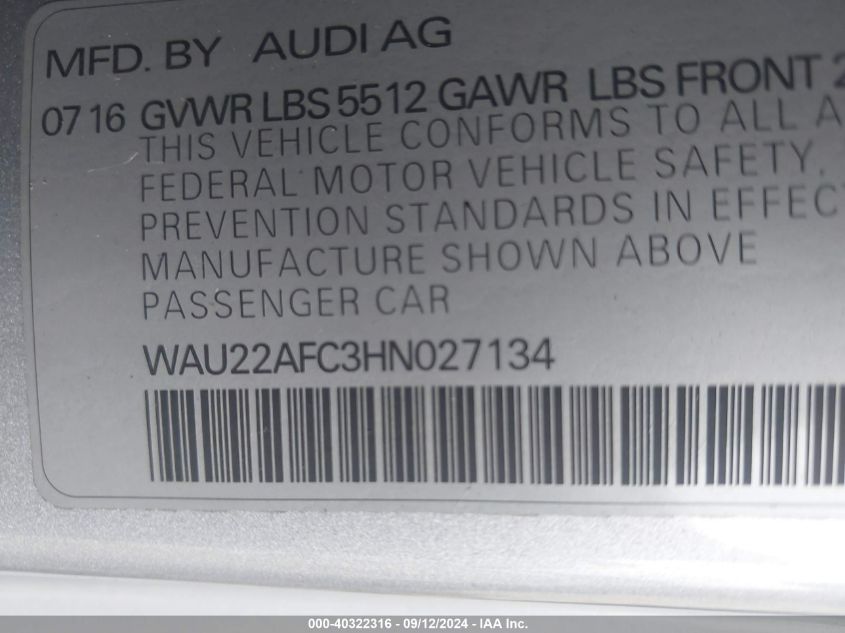 MFD. BY AUDI AG
07 16 GVWR LBS 5512 GAWR LBS FRONT 2
THIS VEHICLE CONFORMS TO ALL A
FEDERAL MOTOR VEHICLE SAFETY,
PREVENTION STANDARDS IN EFFEC
MANUFACTURE SHOWN ABOVE
PASSENGER CAR
WAU22AFC3HN027134
000-40322316 - 09/12/2024 - IAA Inc.